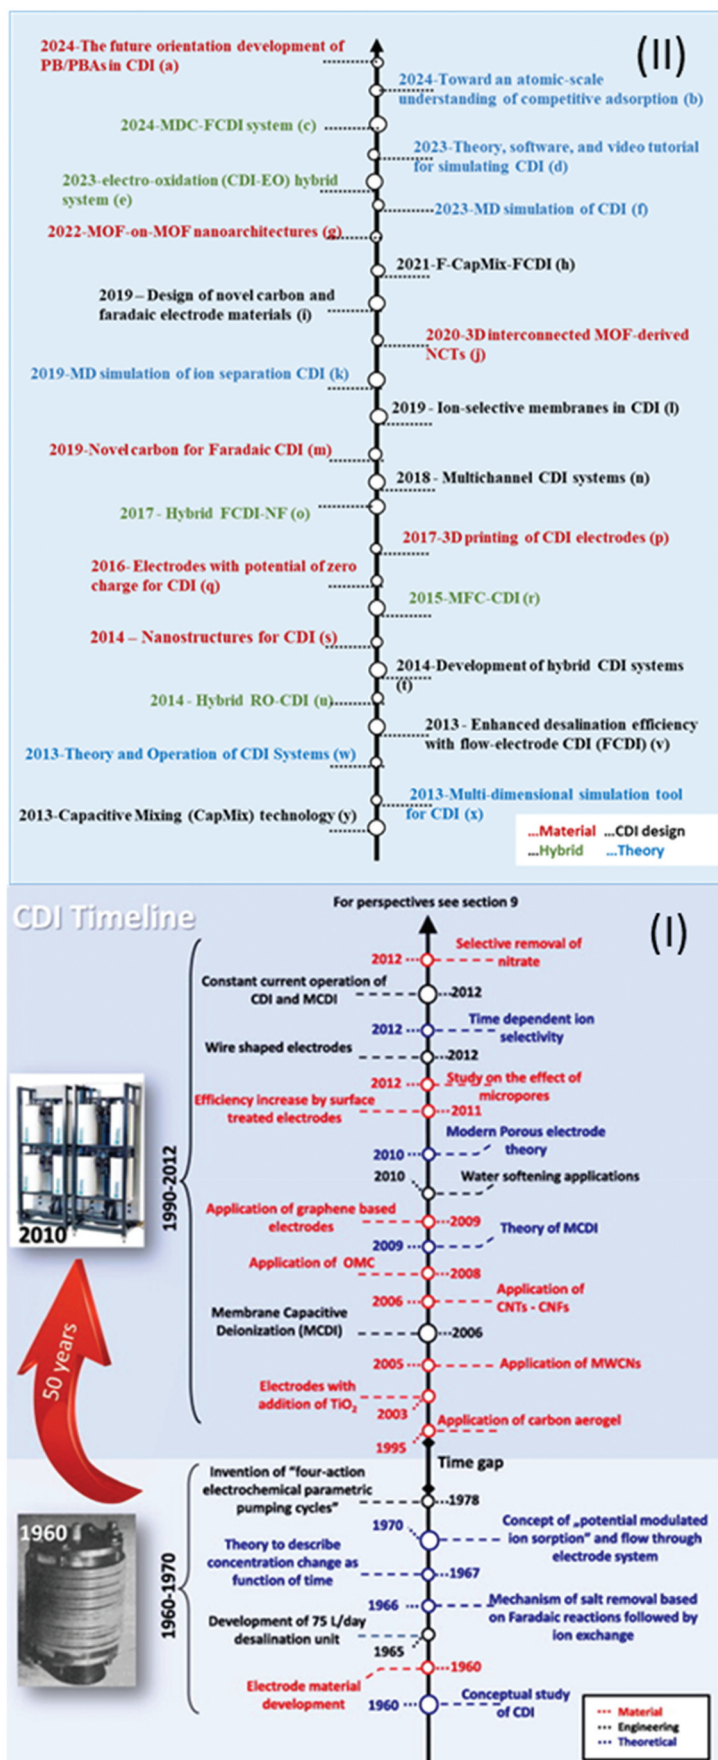 (II)
2024-The future orientation development of
PB/PBAs in CDI (a)
2024-Toward an atomic-scale
understanding of competitive adsorption (b)
2024-MDC-FCDI system (c)
2023-Theory, software, and video tutorial
for simulating CDI (d)
2023-electro-oxidation (CDI-EO) hybrid
system (e)
2023-MD simulation of CDI (f)
2022-MOF-on-MOF nanoarchitectures (g)
2021-F-CapMix-FCDI (h)
2019 – Design of novel carbon and
faradaic electrode materials (i)
2020-3D interconnected MOF-derived
NCTs (j)
2019-MD simulation of ion separation CDI (k)
2019 - Ion-selective membranes in CDI (l)
2019-Novel carbon for Faradaic CDI (m)
2018 - Multichannel CDI systems (n)
2017 - Hybrid FCDI-NF (o)
2017-3D printing of CDI electrodes (p)
2016- Electrodes with potential of zero
charge for CDI (q)
2015-MFC-CDI (r)
2014 – Nanostructures for CDI (s)
2014-Development of hybrid CDI systems
(t)
2014 - Hybrid RO-CDI (u)
2013 - Enhanced desalination efficiency
with flow-electrode CDI (FCDI) (v)
2013-Theory and Operation of CDI Systems (w)
2013-Multi-dimensional simulation tool
for CDI (x)
2013-Capacitive Mixing (CapMix) technology (y)
...Material ...CDI design
...Hybrid ...Theory
CDI Timeline
For perspectives see section 9
(I)
2012
Selective removal of
nitrate
Constant current operation of
CDI and MCDI
2012
2012
Time dependent ion
selectivity
Wire shaped electrodes
2012
2012
Study on the effect of
micropores
Efficiency increase by surface
treated electrodes
2011
2010
Modern Porous electrode
theory
2010
Water softening applications
Application of graphene based
electrodes
2009
2009
Theory of MCDI
Application of OMC
2008
2006
Application of
CNTs - CNFs
Membrane Capacitive
Deionization (MCDI)
2006
2005
Application of MWCNs
Electrodes with
addition of TiO2
2003
Application of carbon aerogel
1995
1990-2012
2010
50 years
Time gap
Invention of "four-action
electrochemical parametric
pumping cycles"
1978
1970
Concept of „potential modulated
ion sorption" and flow through
electrode system
Theory to describe
concentration change as
function of time
1967
1966
Mechanism of salt removal based
on Faradaic reactions followed by
ion exchange
Development of 75 L/day
desalination unit
1965
Electrode material
development
1960
1960
Conceptual study
of CDI
1960-1970
1960
Material
Engineering
Theoretical